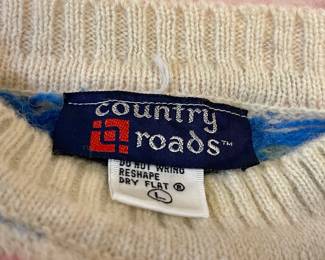 country
roads™
DO NOT WRING
RESHAPE
DRY FLAT ®
L